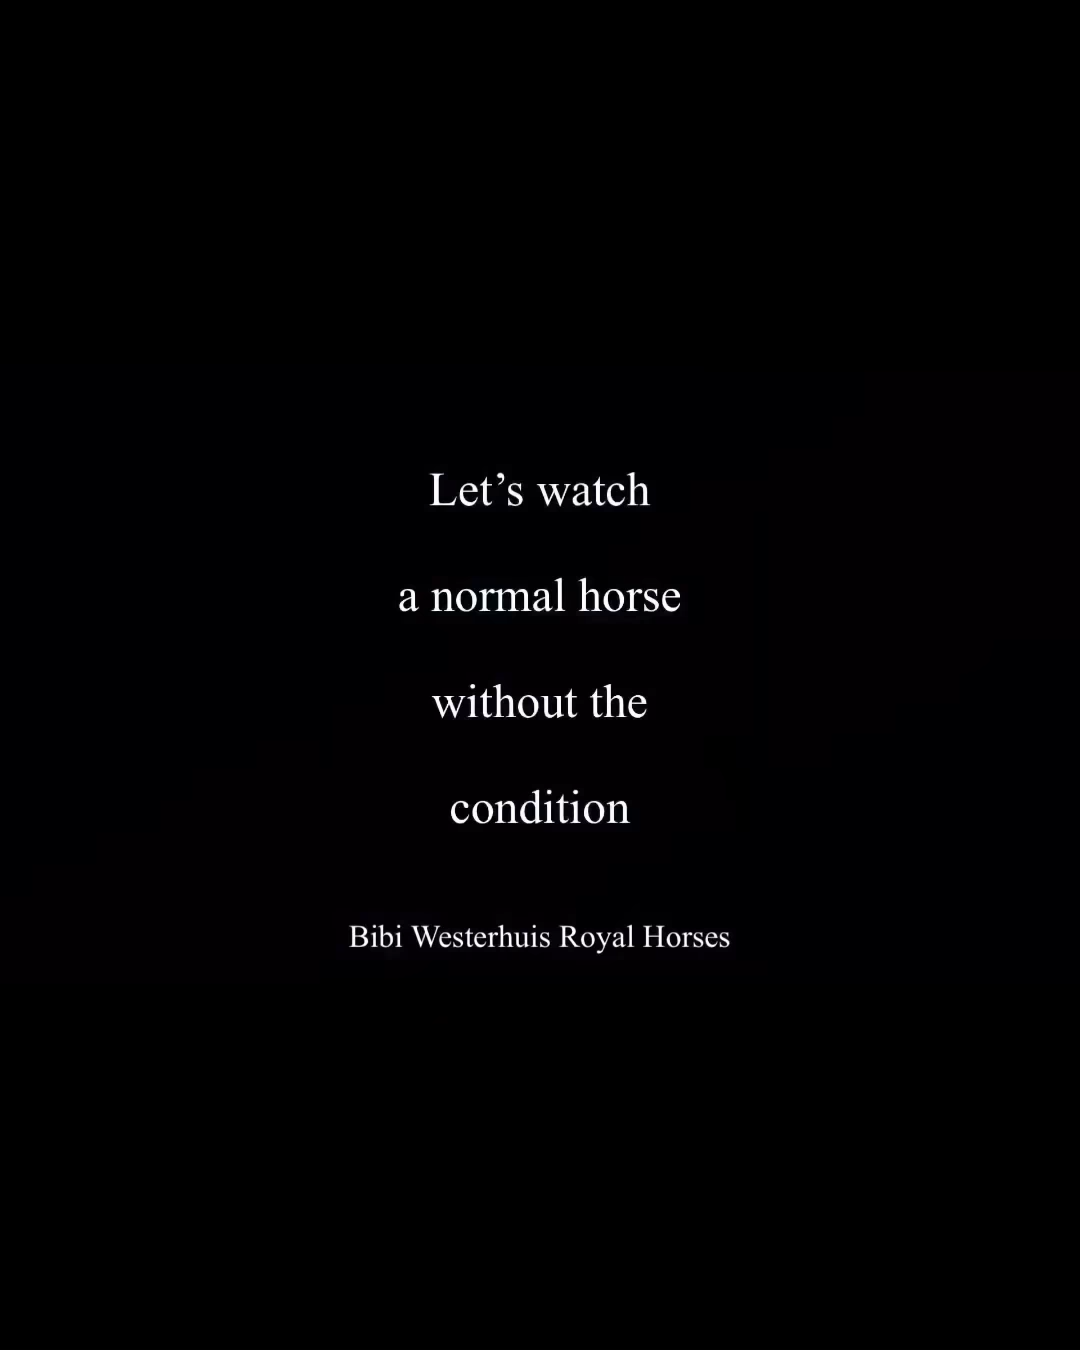 Let’s watch
a normal horse
without the
condition
Bibi Westerhuis Royal Horses